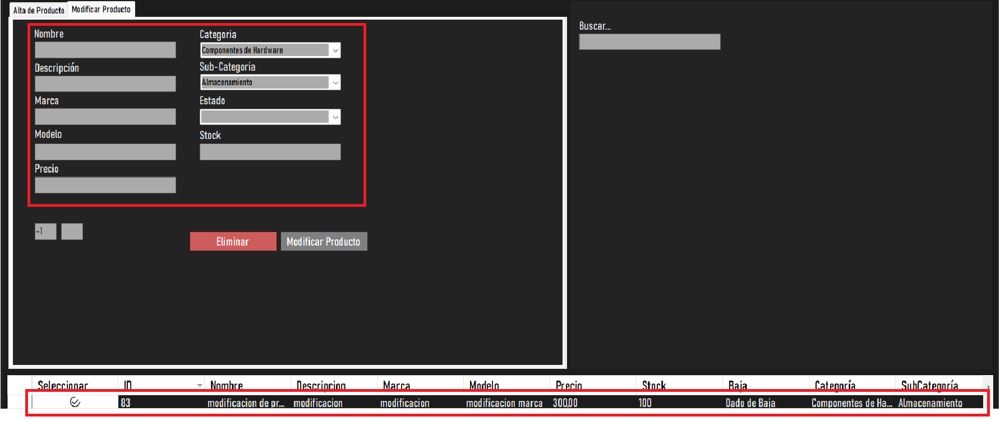 Alta de Producto Modificar Producto
Nombre Categoria
Componentes de Hardware
Descripción Sub-Categoria
Almacenamiento
Marca Estado
Modelo Stock
Precio
-1
Eliminar Modificar Producto
Buscar...
Seleccionar ID Nombre Descripcion Marca Modelo Precio Stock Baja Categoría SubCategoría
83 modificacion de pr... modificacion modificacion modificacion marca 300,00 100 Dado de Baja Componentes de Ha... Almacenamiento